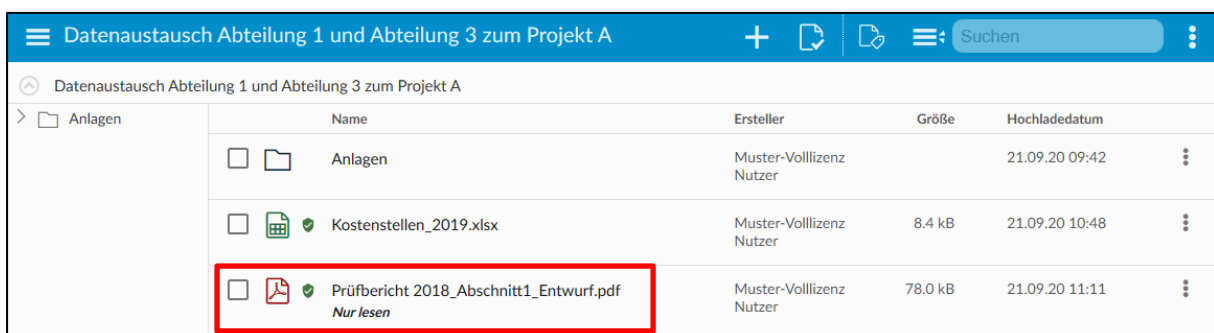 Datenaustausch Abteilung 1 und Abteilung 3 zum Projekt A
Suchen
Datenaustausch Abteilung 1 und Abteilung 3 zum Projekt A
Anlagen
Name Ersteller Größe Hochladedatum
Anlagen Muster-Volllizenz Nutzer 21.09.20 09:42
Kostenstellen_2019.xlsx Muster-Volllizenz Nutzer 8.4 kB 21.09.20 10:48
Prüfbericht 2018_Abschnitt1_Entwurf.pdf Muster-Volllizenz Nutzer 78.0 kB 21.09.20 11:11
Nur lesen